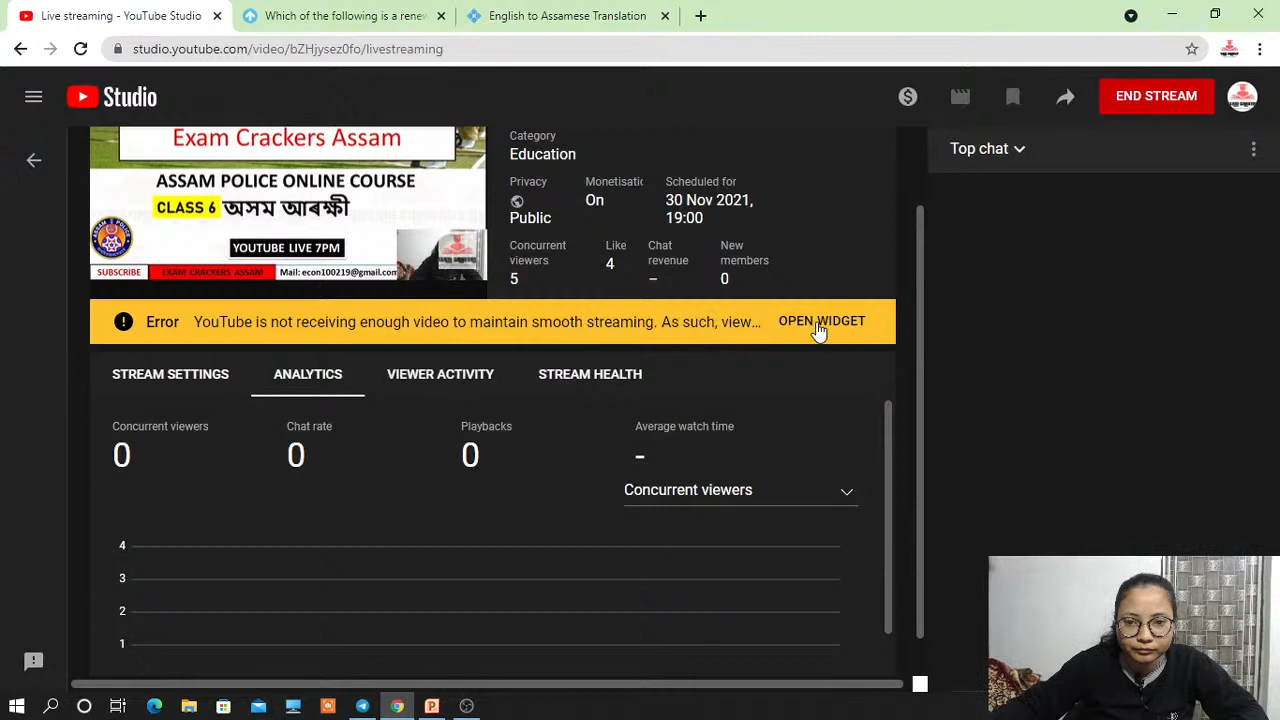 Live streaming - YouTube Studio
Which of the following is a rene
English to Assamese Translation
studio.youtube.com/video/bZHjysez0fo/livestreaming
Studio
END STREAM
Exam Crackers Assam
ASSAM POLICE ONLINE COURSE
CLASS 6 অসম আৰক্ষী
YOUTUBE LIVE 7PM
SUBSCRIBE EXAM CRACKERS ASSAM Mail: econ100219@gmail.com
Category
Education
Privacy
Public
Monetisatic
On
Scheduled for
30 Nov 2021,
19:00
Concurrent
viewers
5
Like
4
Chat
revenue
–
New
members
0
Top chat
Error YouTube is not receiving enough video to maintain smooth streaming. As such, view... OPEN WIDGET
STREAM SETTINGS ANALYTICS VIEWER ACTIVITY STREAM HEALTH
Concurrent viewers
0
Chat rate
0
Playbacks
0
Average watch time
-
Concurrent viewers
4
3
2
1